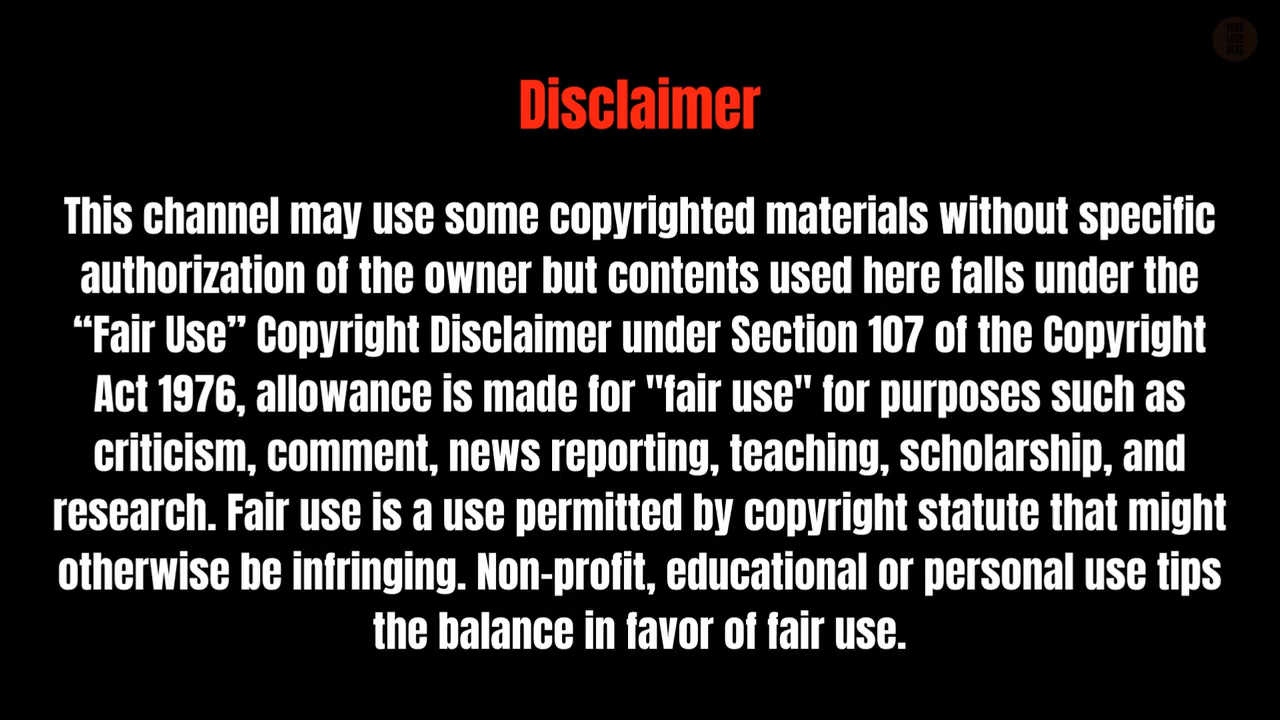 YOUR
LOGO
HERE
Disclaimer
This channel may use some copyrighted materials without specific
authorization of the owner but contents used here falls under the
“Fair Use” Copyright Disclaimer under Section 107 of the Copyright
Act 1976, allowance is made for "fair use" for purposes such as
criticism, comment, news reporting, teaching, scholarship, and
research. Fair use is a use permitted by copyright statute that might
otherwise be infringing. Non-profit, educational or personal use tips
the balance in favor of fair use.